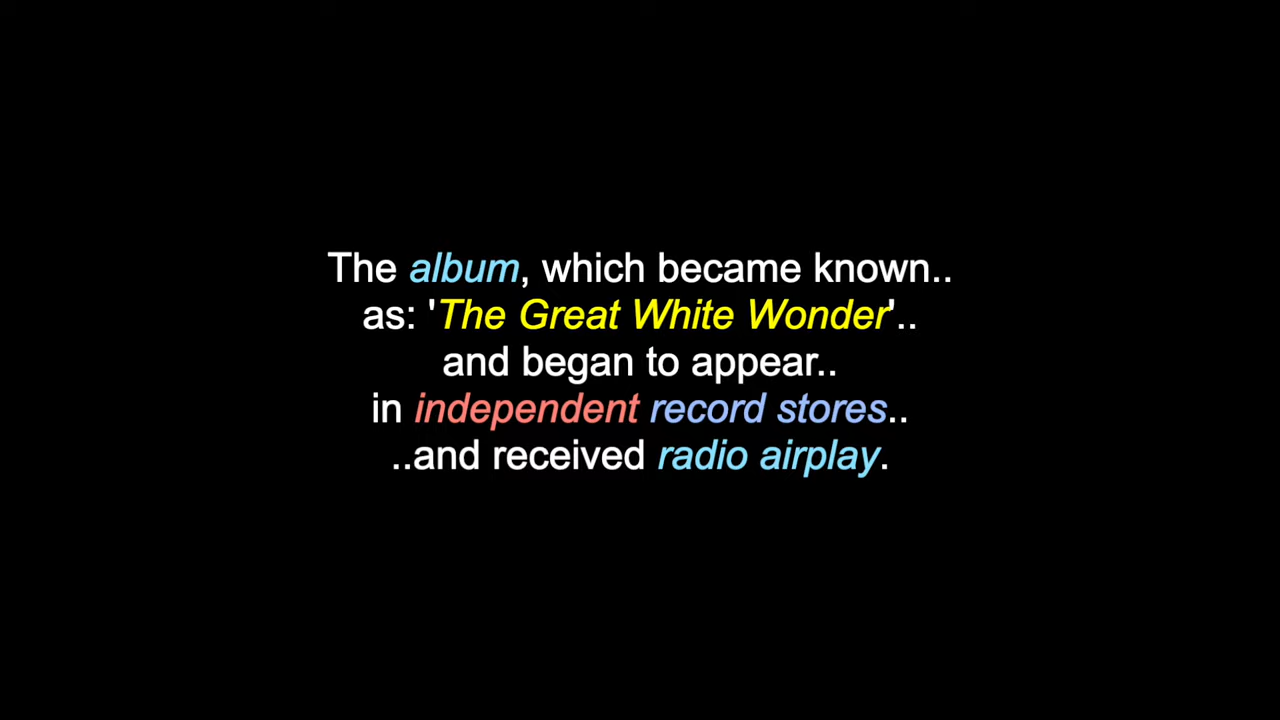 The album, which became known..
as: 'The Great White Wonder'..
and began to appear..
in independent record stores..
..and received radio airplay.